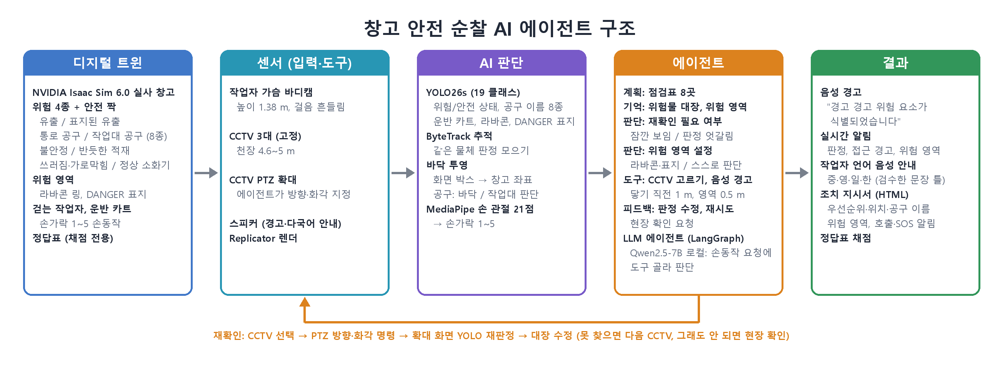 창고 안전 순찰 AI 에이전트 구조
디지털 트윈
NVIDIA Isaac Sim 6.0 실사 창고
위험 4종 + 안전 짝
유출 / 표지된 유출
통로 공구 / 작업대 공구 (8종)
불안정 / 반듯한 적재
쓰러짐·가로막힘 / 정상 소화기
위험 영역
라바콘 링, DANGER 표지
걷는 작업자, 운반 카트
손가락 1~5 손동작
정답표 (채점 전용)
센서 (입력·도구)
작업자 가슴 바디캠
높이 1.38 m, 걸음 흔들림
CCTV 3대 (고정)
천장 4.6~5 m
CCTV PTZ 확대
에이전트가 방향·화각 지정
스피커 (경고·다국어 안내)
Replicator 렌더
AI 판단
YOLO26s (19 클래스)
위험/안전 상태, 공구 이름 8종
운반 카트, 라바콘, DANGER 표지
ByteTrack 추적
같은 물체 판정 모으기
바닥 투영
화면 박스 → 창고 좌표
공구: 바닥 / 작업대 판단
MediaPipe 손 관절 21점
→ 손가락 1~5
에이전트
계획: 점검표 8곳
기억: 위험물 대장, 위험 영역
판단: 재확인 필요 여부
잠깐 보임 / 판정 엇갈림
판단: 위험 영역 설정
라바콘·표지 / 스스로 판단
도구: CCTV 고르기, 음성 경고
닿기 직전 1 m, 영역 0.5 m
피드백: 판정 수정, 재시도
현장 확인 요청
LLM 에이전트 (LangGraph)
Qwen2.5-7B 로컬: 손동작 요청에
도구 골라 판단
결과
음성 경고
"경고 경고 위험 요소가
식별되었습니다"
실시간 알림
판정, 접근 경고, 위험 영역
작업자 언어 음성 안내
중·영·일·한 (검수한 문장 틀)
조치 지시서 (HTML)
우선순위·위치·공구 이름
위험 영역, 호출·SOS 알림
정답표 채점
재확인: CCTV 선택 → PTZ 방향·화각 명령 → 확대 화면 YOLO 재판정 → 대장 수정 (못 찾으면 다음 CCTV, 그래도 안 되면 현장 확인)